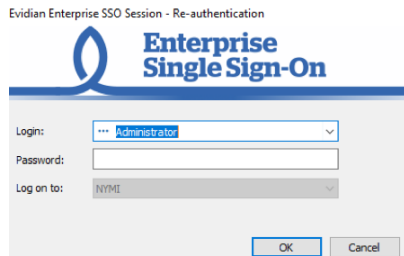 Evidian Enterprise SSO Session - Re-authentication
Enterprise
Single Sign-On
Login: ••• Administrator
Password:
Log on to: NYMI
OK Cancel